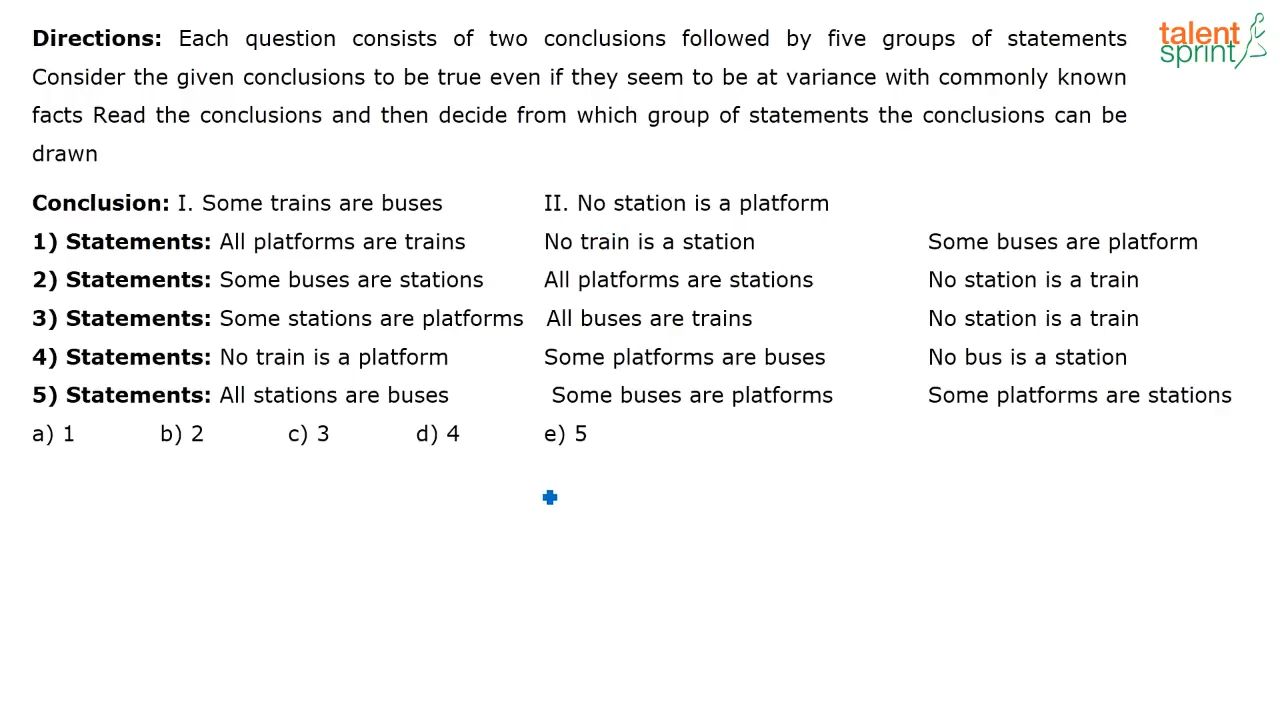 talent
sprint
Directions: Each question consists of two conclusions followed by five groups of statements
Consider the given conclusions to be true even if they seem to be at variance with commonly known
facts Read the conclusions and then decide from which group of statements the conclusions can be
drawn
Conclusion: I. Some trains are buses II. No station is a platform
1) Statements: All platforms are trains No train is a station Some buses are platform
2) Statements: Some buses are stations All platforms are stations No station is a train
3) Statements: Some stations are platforms All buses are trains No station is a train
4) Statements: No train is a platform Some platforms are buses No bus is a station
5) Statements: All stations are buses Some buses are platforms Some platforms are stations
a) 1 b) 2 c) 3 d) 4 e) 5